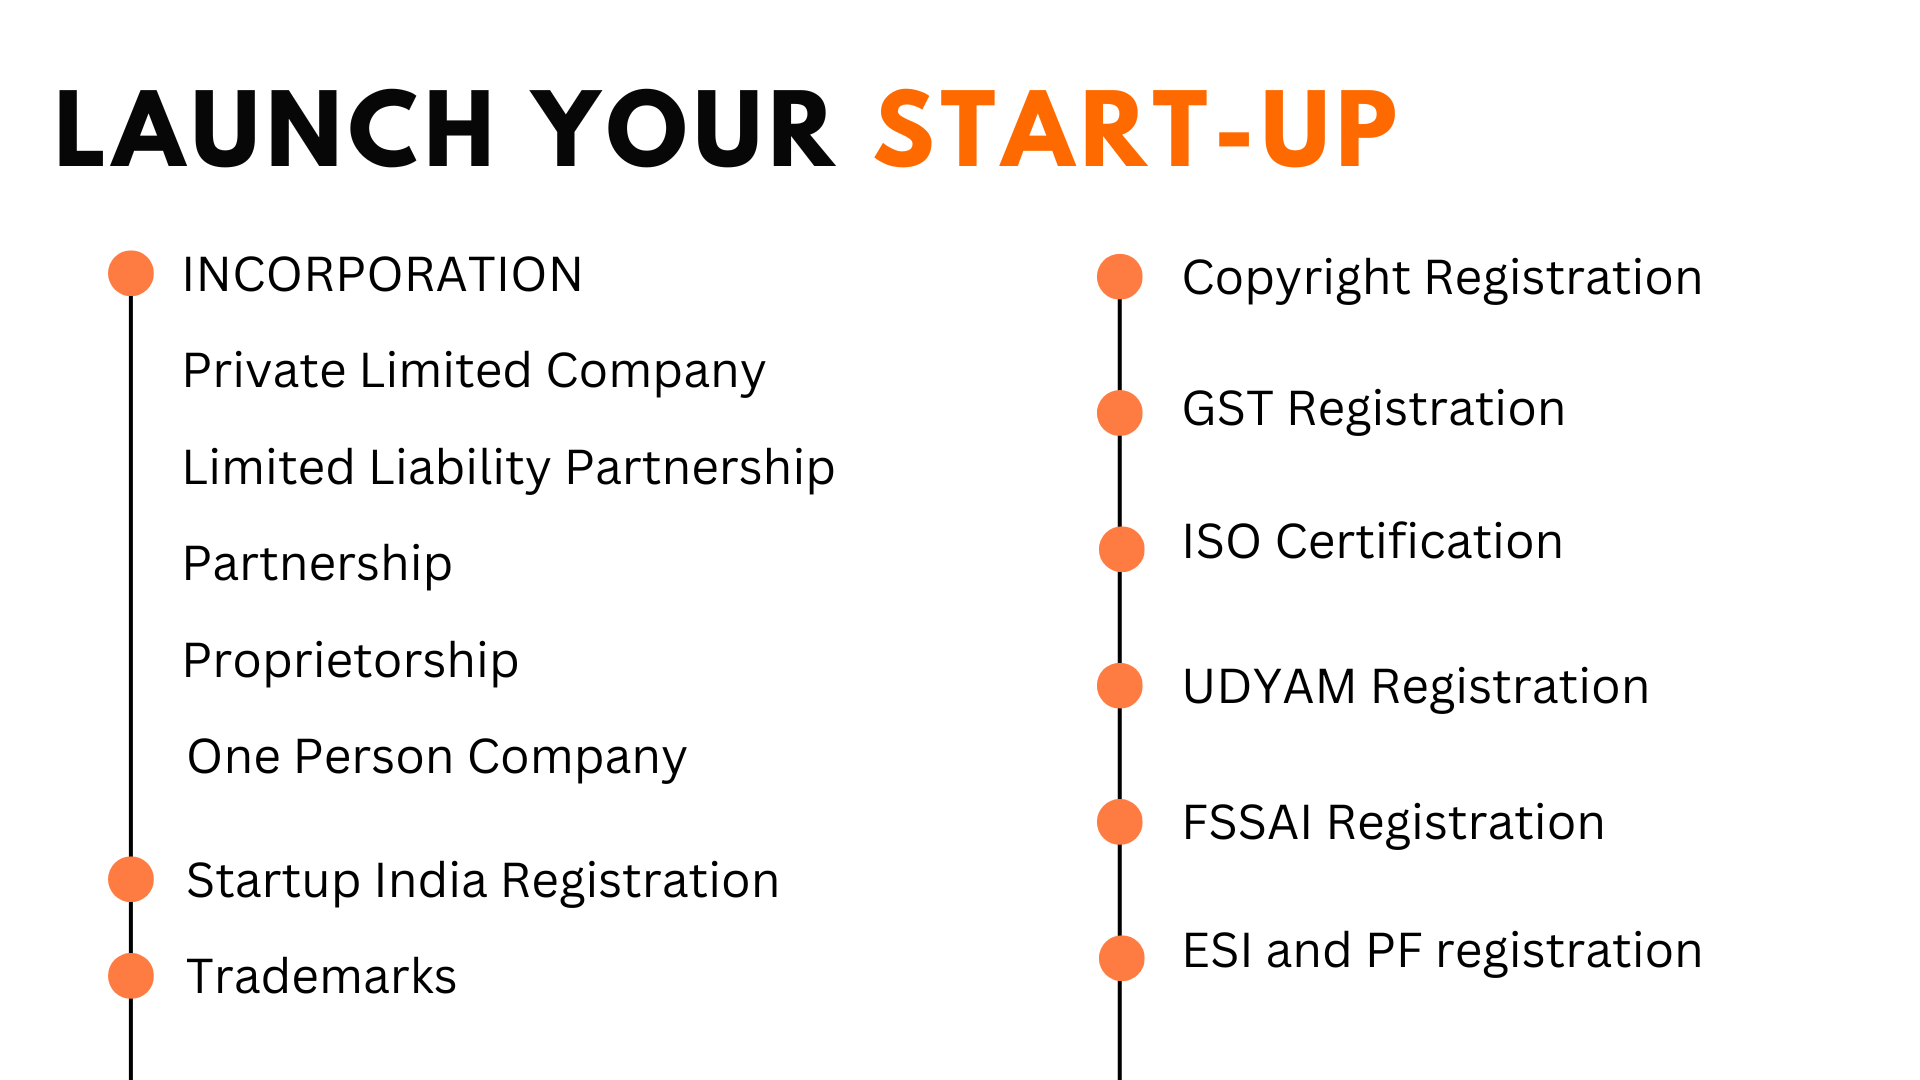 LAUNCH YOUR START-UP
INCORPORATION
Private Limited Company
Limited Liability Partnership
Partnership
Proprietorship
One Person Company
Startup India Registration
Trademarks
Copyright Registration
GST Registration
ISO Certification
UDYAM Registration
FSSAI Registration
ESI and PF registration